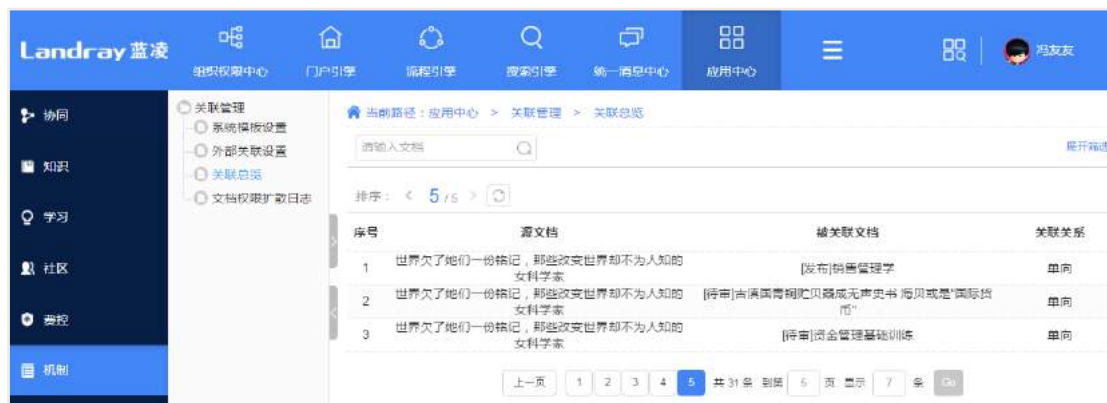 Landray 蓝凌
组织权限中心
门户引擎
流程引擎
搜索引擎
统一消息中心
应用中心
冯友友
协同
知识
学习
社区
费控
机制
关联管理
系统模板设置
外部关联设置
关联总览
文档权限扩散日志
当前路径：应用中心 > 关联管理 > 关联总览
请输入文档
展开筛选
排序： < 5 / 5 >
序号 源文档 被关联文档 关联关系
1 世界欠了她们一份铭记，那些改变世界却不为人知的
女科学家
[发布]销售管理学 单向
2 世界欠了她们一份铭记，那些改变世界却不为人知的
女科学家
[待审]古滇国青铜贮贝器成无声史书 海贝或是"国际货
币"
单向
3 世界欠了她们一份铭记，那些改变世界却不为人知的
女科学家
[待审]资金管理基础训练 单向
上一页 1 2 3 4 5 共 31 条 到第 5 页 显示 7 条 Go